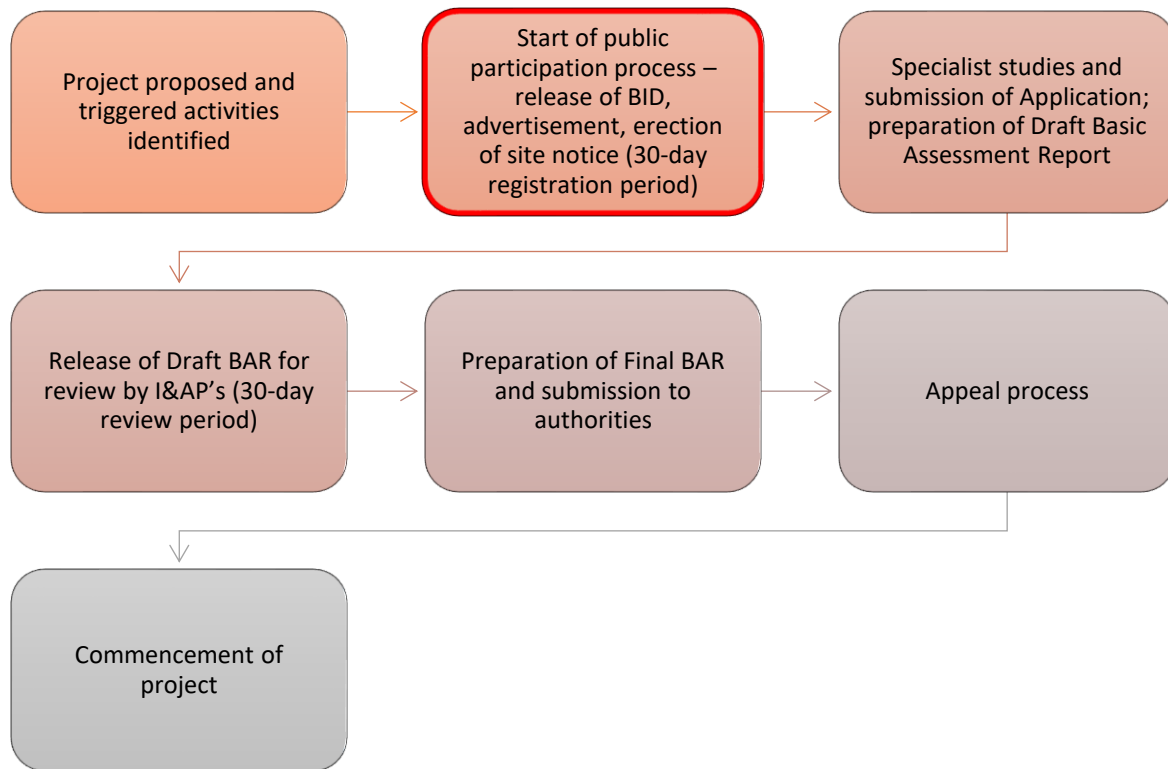 Project proposed and
triggered activities
identified
Start of public
participation process –
release of BID,
advertisement, erection
of site notice (30-day
registration period)
Specialist studies and
submission of Application;
preparation of Draft Basic
Assessment Report
Release of Draft BAR for
review by I&AP’s (30-day
review period)
Preparation of Final BAR
and submission to
authorities
Appeal process
Commencement of
project